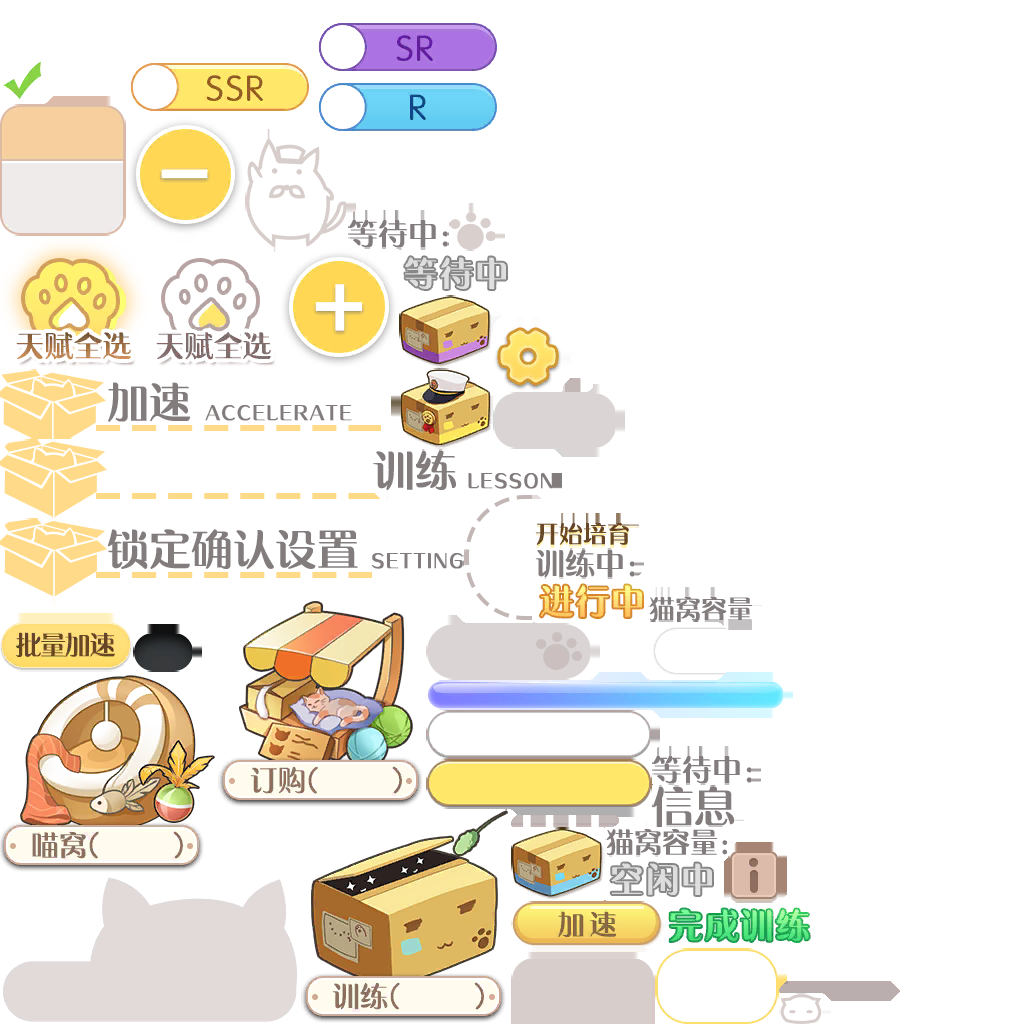 SR
SSR
R
等待中:
等待中
天赋全选
天赋全选
加速 ACCELERATE
训练 LESSON
锁定确认设置 SETTING
开始培育
训练中:
进行中
猫窝容量
批量加速
等待中:
订购( )
信息
喵窝( )
猫窝容量:
空闲中
加速
完成训练
训练( )